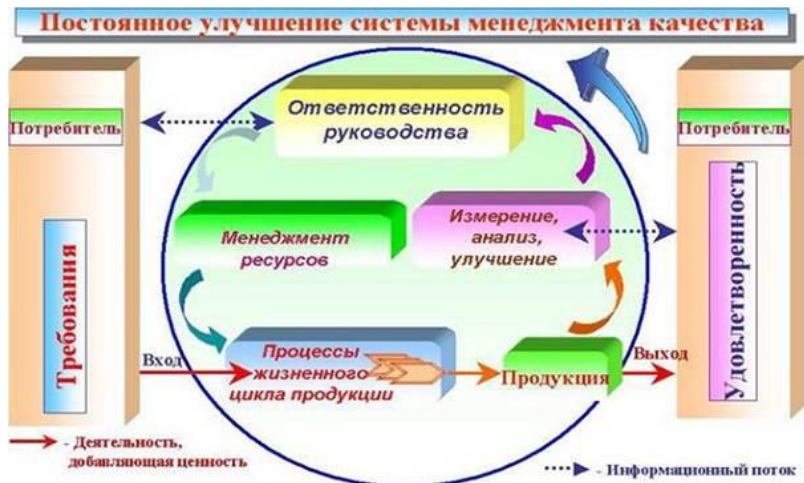 Постоянное улучшение системы менеджмента качества
Потребитель
Требования
Ответственность
руководства
Менеджмент
ресурсов
Измерение,
анализ,
улучшение
Вход
Процессы
жизненного
цикла продукции
Продукция
Выход
Потребитель
Удовлетворенность
- Деятельность,
добавляющая ценность
- Информационный поток